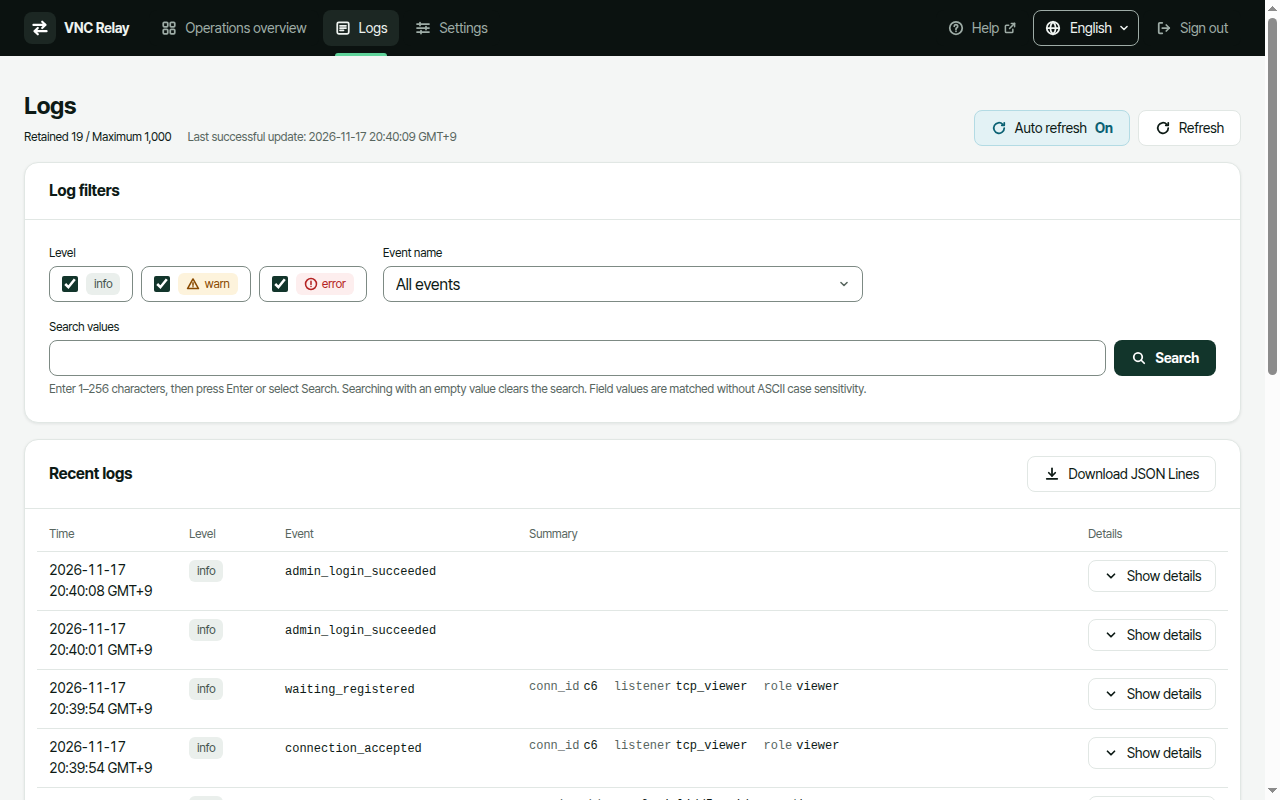 VNC Relay
Operations overview
Logs
Settings
Help
English
Sign out
Logs
Retained 19 / Maximum 1,000
Last successful update: 2026-11-17 20:40:09 GMT+9
Auto refresh On
Refresh
Log filters
Level
Event name
info
warn
error
All events
Search values
Search
Enter 1–256 characters, then press Enter or select Search. Searching with an empty value clears the search. Field values are matched without ASCII case sensitivity.
Recent logs
Download JSON Lines
Time Level Event Summary Details
2026-11-17
20:40:08 GMT+9
info
admin_login_succeeded
Show details
2026-11-17
20:40:01 GMT+9
info
admin_login_succeeded
Show details
2026-11-17
20:39:54 GMT+9
info
waiting_registered
conn_id c6 listener tcp_viewer role viewer
Show details
2026-11-17
20:39:54 GMT+9
info
connection_accepted
conn_id c6 listener tcp_viewer role viewer
Show details